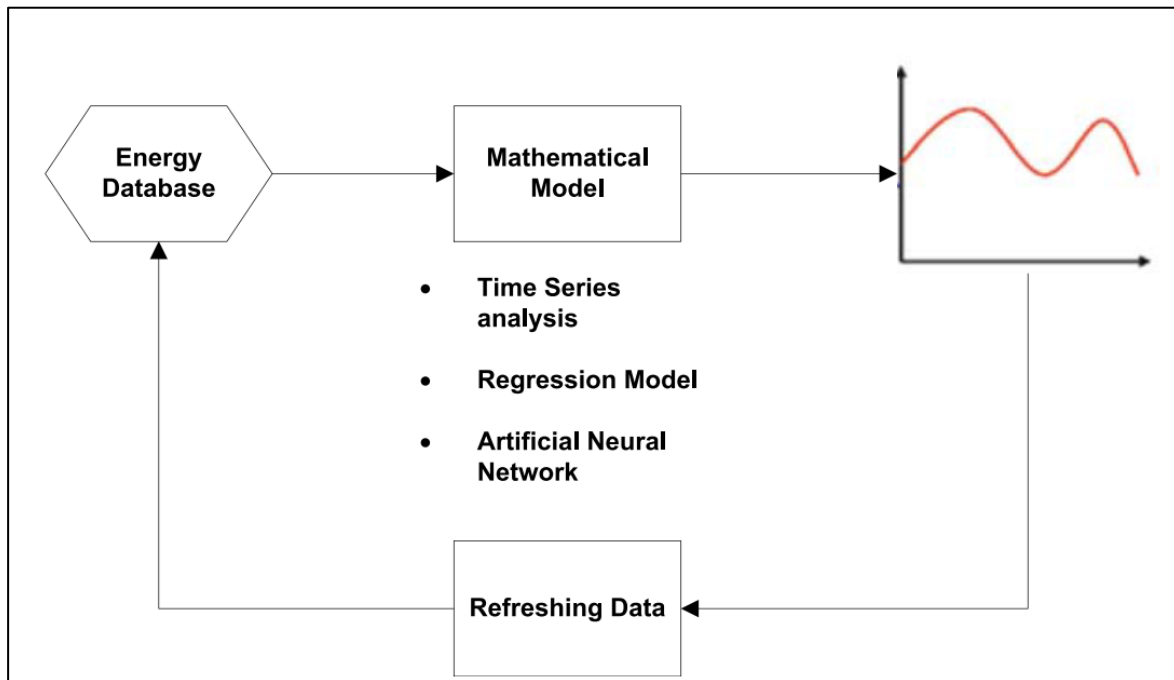 Energy
Database
Mathematical
Model
• Time Series
analysis
• Regression Model
• Artificial Neural
Network
Refreshing Data